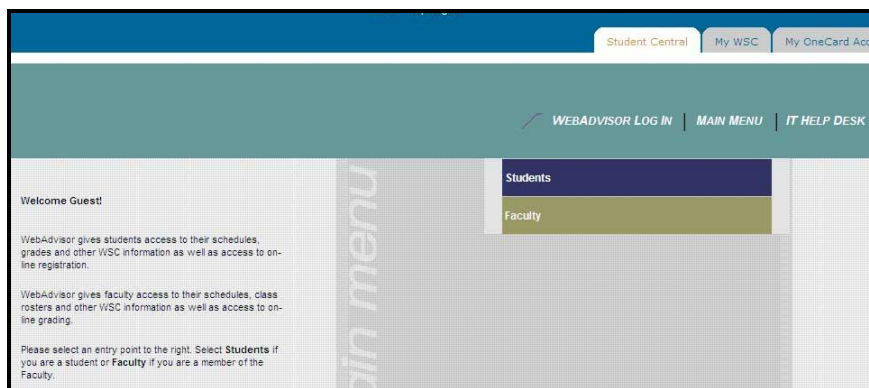 Student Central
My WSC
My OneCard Acc
WEBADVISOR LOG IN
MAIN MENU
IT HELP DESK
Students
Faculty
ain menu
Welcome Guest!
WebAdvisor gives students access to their schedules,
grades and other WSC information as well as access to on-
line registration.
WebAdvisor gives faculty access to their schedules, class
rosters and other WSC information as well as access to on-
line grading.
Please select an entry point to the right. Select Students if
you are a student or Faculty if you are a member of the
Faculty.